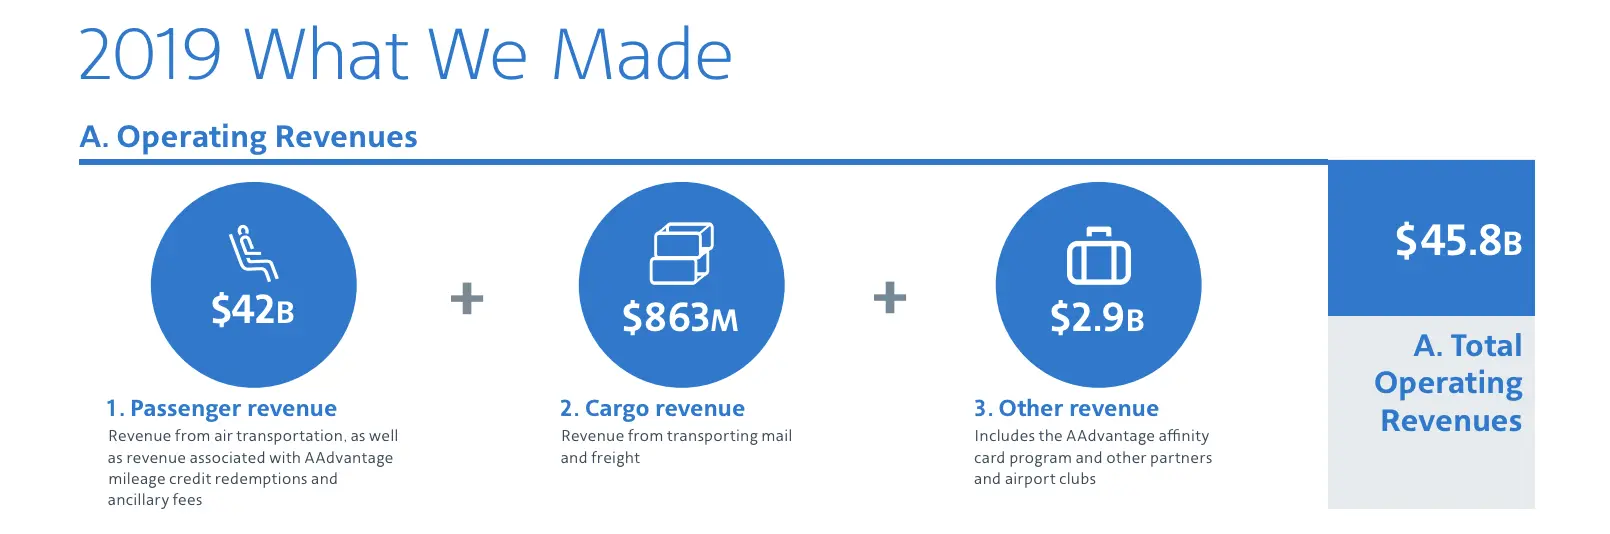 2019 What We Made
A. Operating Revenues
$42B
+
$863M
+
$2.9B
$45.8B
1. Passenger revenue
Revenue from air transportation, as well
as revenue associated with AAdvantage
mileage credit redemptions and
ancillary fees
2. Cargo revenue
Revenue from transporting mail
and freight
3. Other revenue
Includes the AAdvantage affinity
card program and other partners
and airport clubs
A. Total
Operating
Revenues